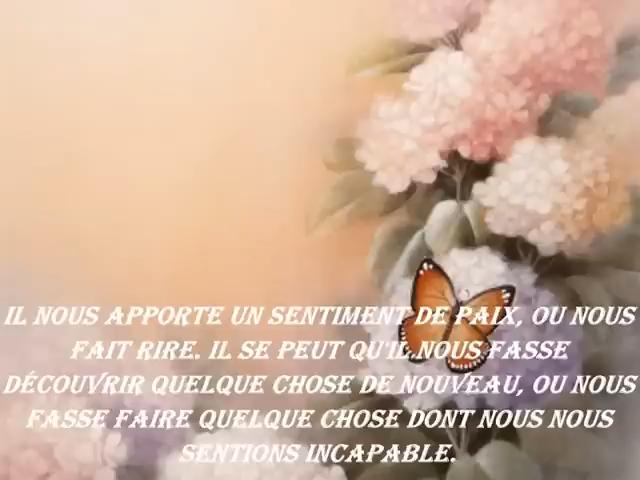 IL NOUS APPORTE UN SENTIMENT DE PAIX, OU NOUS
FAIT RIRE. IL SE PEUT QU'IL NOUS FASSE
DÉCOUVRIR QUELQUE CHOSE DE NOUVEAU, OU NOUS
FASSE FAIRE QUELQUE CHOSE DONT NOUS NOUS
SENTIONS INCAPABLE.